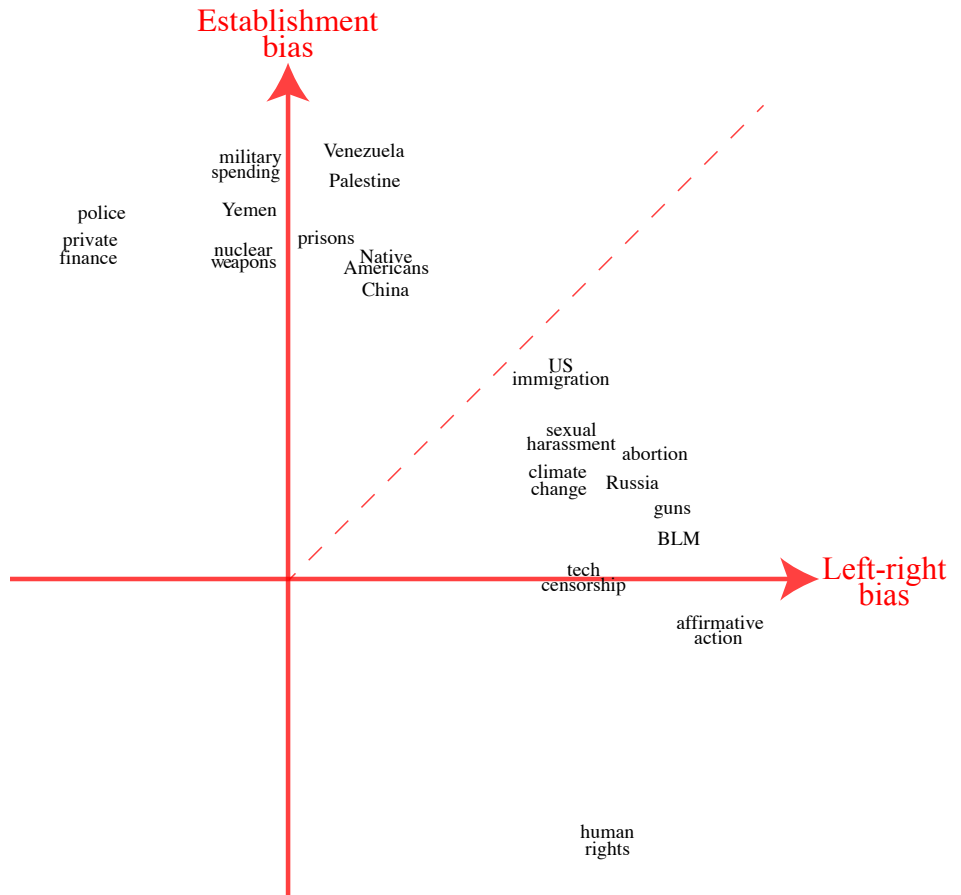 Establishment
bias
military
spending
Venezuela
Palestine
police
Yemen
private
finance
nuclear
weapons
prisons
Native
Americans
China
US
immigration
sexual
harassment
abortion
climate
change
Russia
guns
BLM
tech
censorship
Left-right
bias
affirmative
action
human
rights